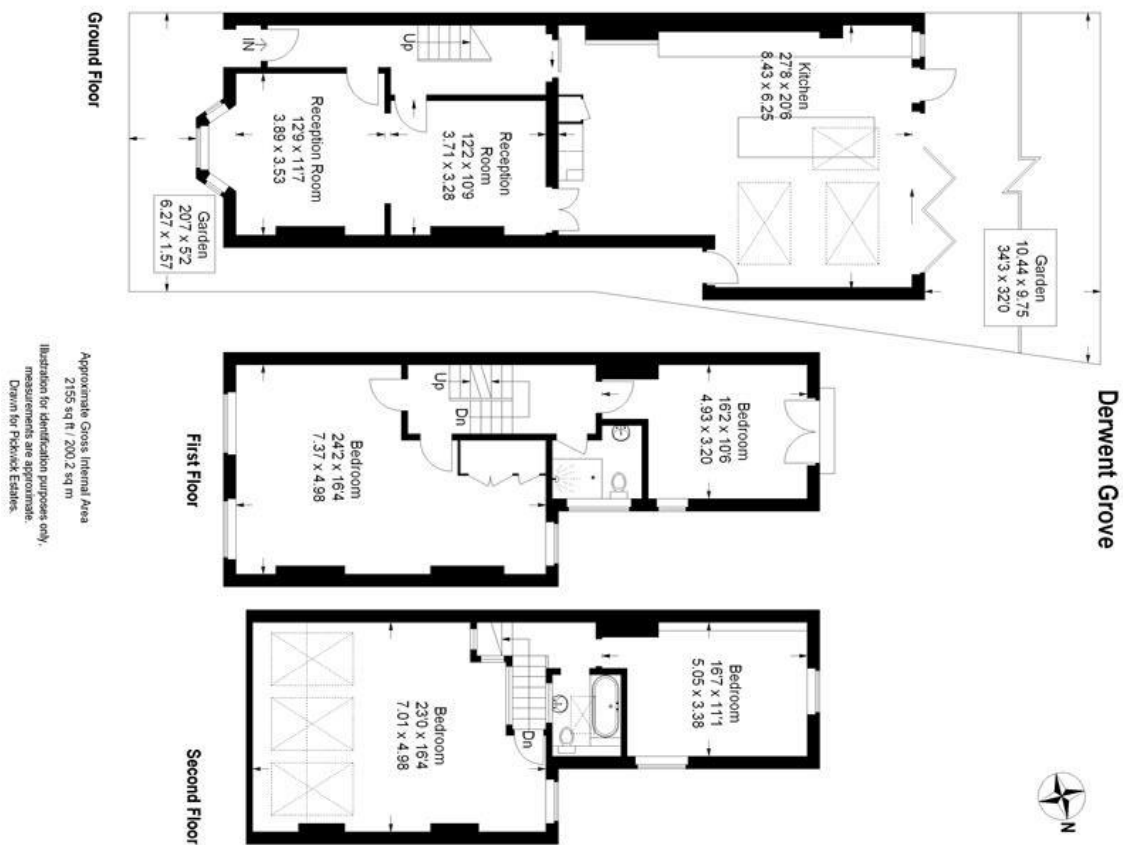 Derwent Grove
N
Garden
10.44 x 9.75
34'3 x 32'0
Kitchen
27'8 x 20'6
8.43 x 6.25
Up
IN
Reception
Room
12'2 x 10'9
3.71 x 3.28
Reception Room
12'9 x 11'7
3.89 x 3.53
Garden
20'7 x 5'2
6.27 x 1.57
Ground Floor
Bedroom
16'2 x 10'6
4.93 x 3.20
Up
Dn
Bedroom
24'2 x 16'4
7.37 x 4.98
First Floor
Bedroom
16'7 x 11'1
5.05 x 3.38
Dn
Bedroom
23'0 x 16'4
7.01 x 4.98
Second Floor
Approximate Gross Internal Area
2155 sq ft / 200.2 sq m
Illustration for identification purposes only,
measurements are approximate.
Drawn for Pickwick Estates.